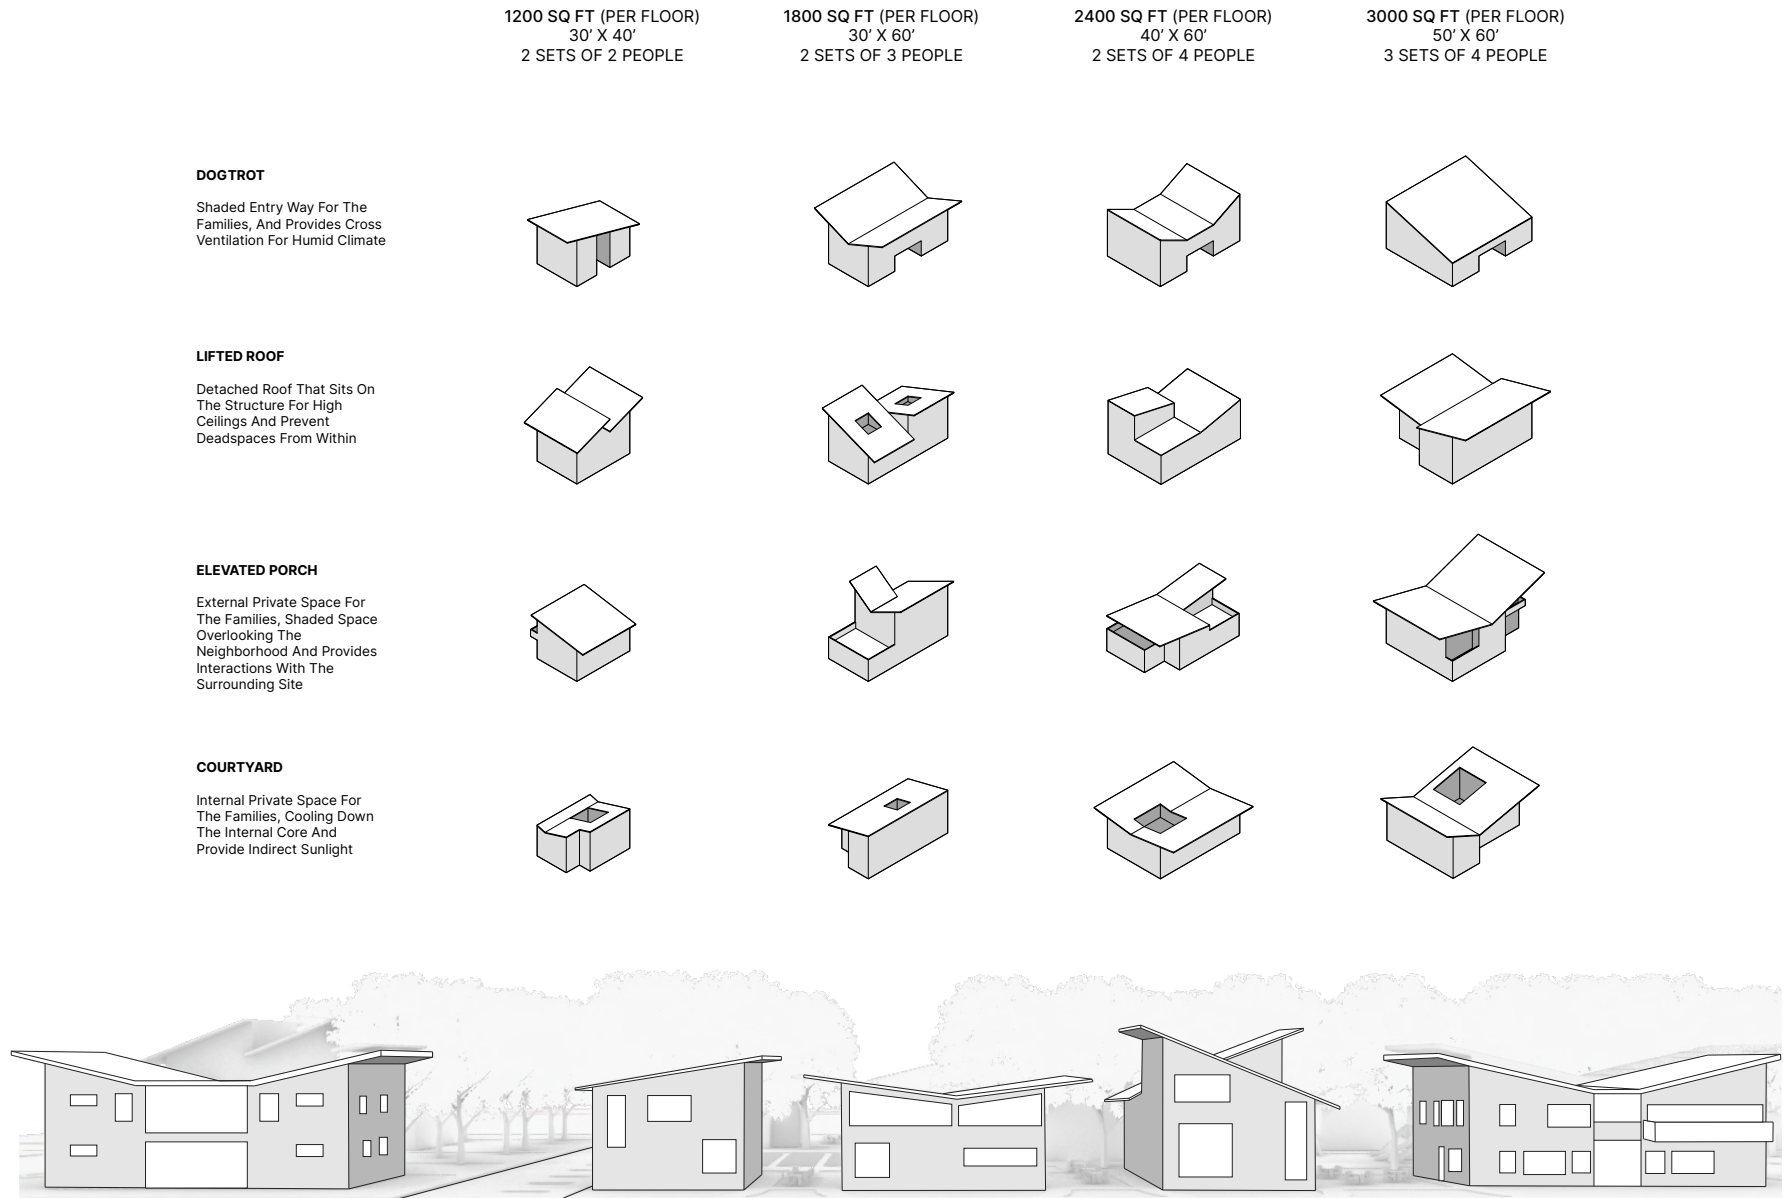 1200 SQ FT (PER FLOOR)
30’ X 40’
2 SETS OF 2 PEOPLE
1800 SQ FT (PER FLOOR)
30’ X 60’
2 SETS OF 3 PEOPLE
2400 SQ FT (PER FLOOR)
40’ X 60’
2 SETS OF 4 PEOPLE
3000 SQ FT (PER FLOOR)
50’ X 60’
3 SETS OF 4 PEOPLE
DOGTROT
Shaded Entry Way For The
Families, And Provides Cross
Ventilation For Humid Climate
LIFTED ROOF
Detached Roof That Sits On
The Structure For High
Ceilings And Prevent
Deadspaces From Within
ELEVATED PORCH
External Private Space For
The Families, Shaded Space
Overlooking The
Neighborhood And Provides
Interactions With The
Surrounding Site
COURTYARD
Internal Private Space For
The Families, Cooling Down
The Internal Core And
Provide Indirect Sunlight